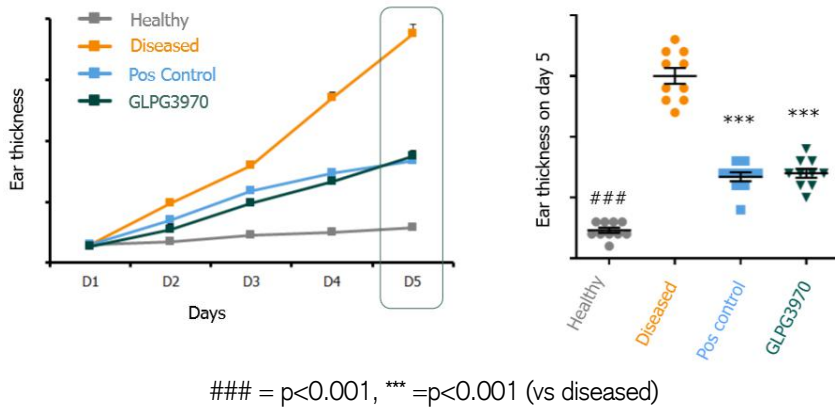 Healthy
Diseased
Pos Control
GLPG3970
Ear thickness
D1 D2 D3 D4 D5
Days
Ear thickness on day 5
###
***
***
Healthy
Diseased
Pos control
GLPG3970
### = p<0.001, *** =p<0.001 (vs diseased)